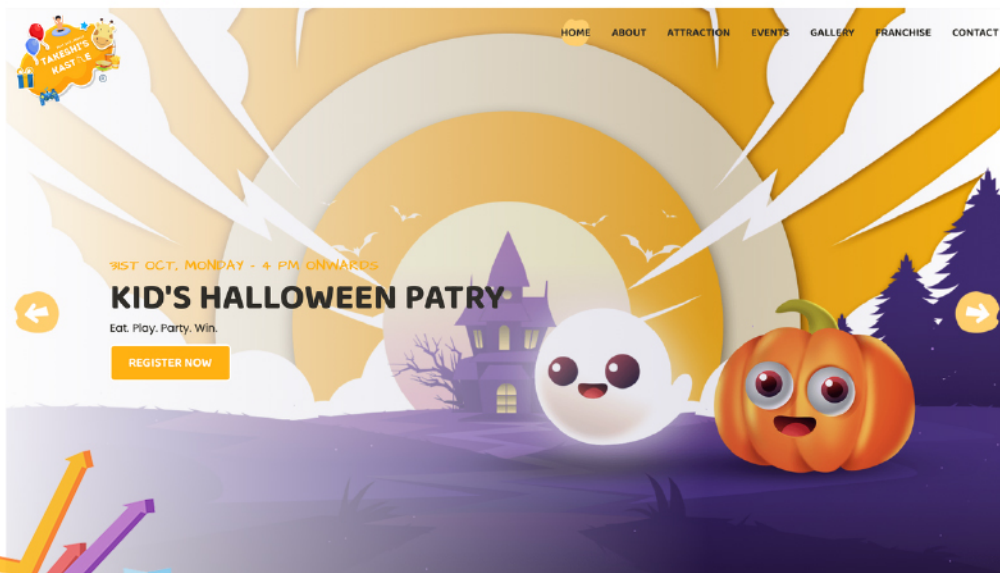 TAKESHI'S
KASTLE
®
HOME ABOUT ATTRACTION EVENTS GALLERY FRANCHISE CONTACT
31ST OCT, MONDAY - 4 PM ONWARDS
KID'S HALLOWEEN PATRY
Eat. Play. Party. Win.
REGISTER NOW